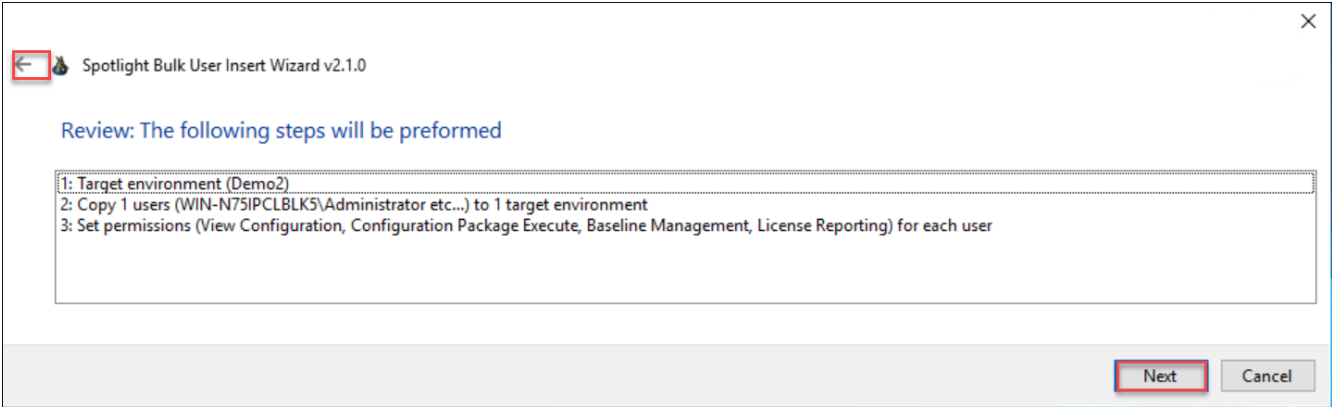 Spotlight Bulk User Insert Wizard v2.1.0
Review: The following steps will be preformed
1: Target environment (Demo2)
2: Copy 1 users (WIN-N75IPCLBLK5\Administrator etc...) to 1 target environment
3: Set permissions (View Configuration, Configuration Package Execute, Baseline Management, License Reporting) for each user
Next Cancel